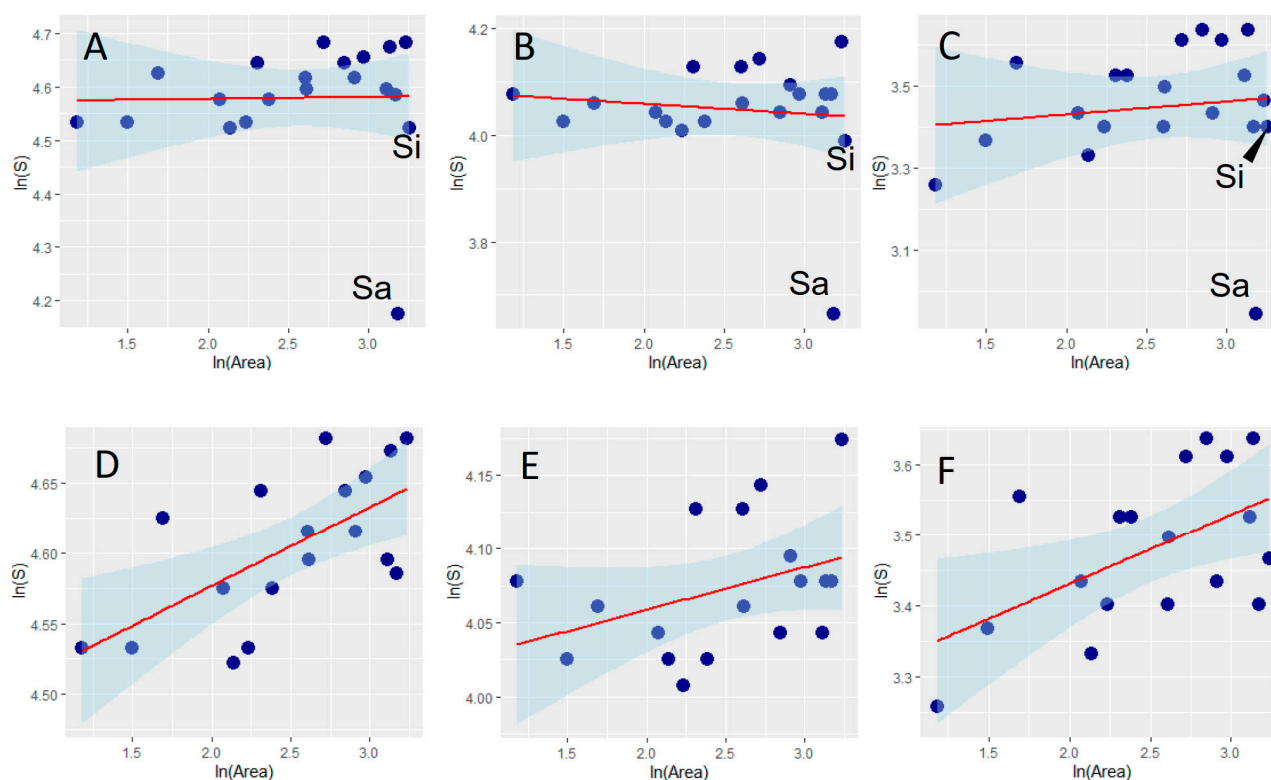 A
4.7
4.6
4.5
4.4
4.3
4.2
ln(S)
Si
Sa
1.5 2.0 2.5 3.0
ln(Area)
B
4.2
4.0
3.8
ln(S)
Si
Sa
1.5 2.0 2.5 3.0
ln(Area)
C
3.5
3.3
3.1
ln(S)
Si
Sa
1.5 2.0 2.5 3.0
ln(Area)
D
4.65
4.60
4.55
4.50
ln(S)
1.5 2.0 2.5 3.0
ln(Area)
E
4.15
4.10
4.05
4.00
ln(S)
1.5 2.0 2.5 3.0
ln(Area)
F
3.6
3.5
3.4
3.3
ln(S)
1.5 2.0 2.5 3.0
ln(Area)